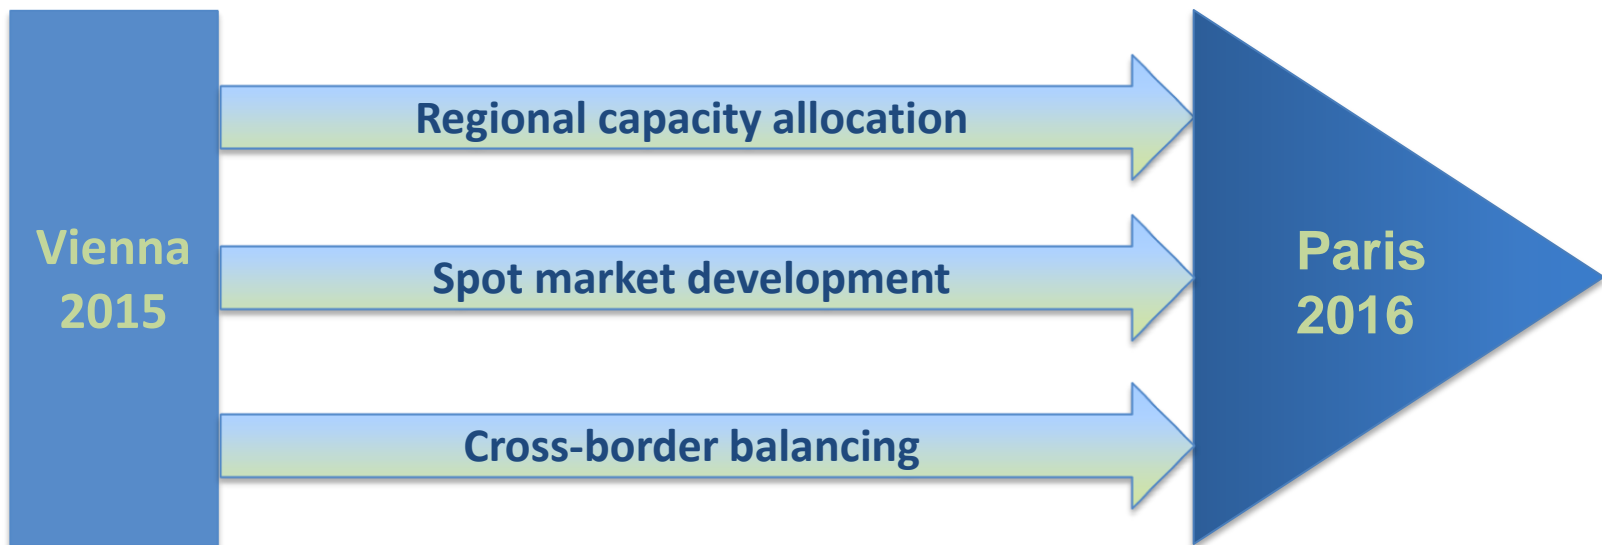 Vienna
2015
Regional capacity allocation
Spot market development
Cross-border balancing
Paris
2016